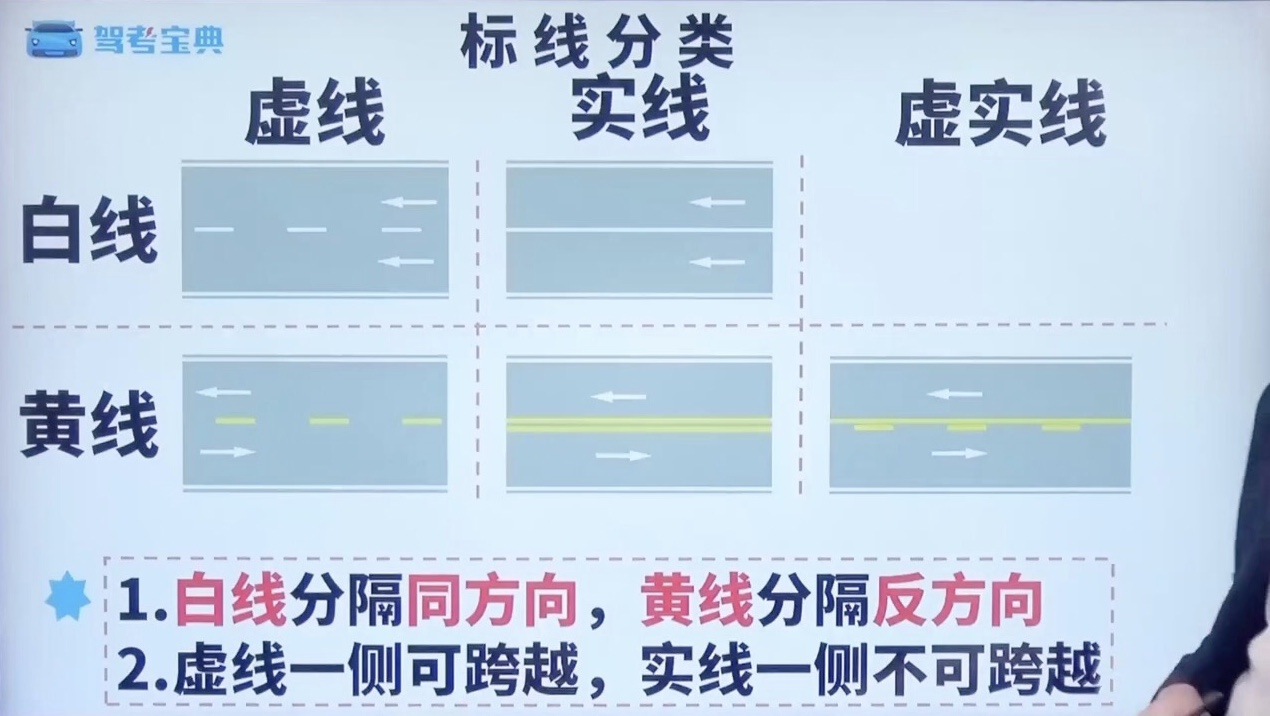 驾考宝典
标线分类
虚线 实线 虚实线
白线
黄线
1.白线分隔同方向，黄线分隔反方向
2.虚线一侧可跨越，实线一侧不可跨越